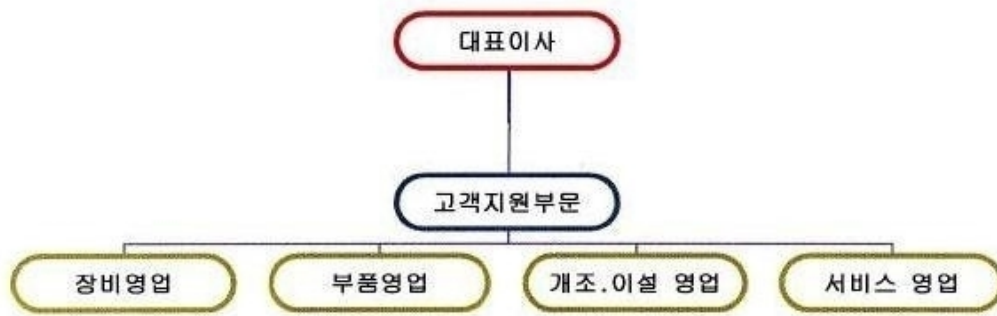 대표이사
고객지원부문
장비영업
부품영업
개조.이설 영업
서비스 영업